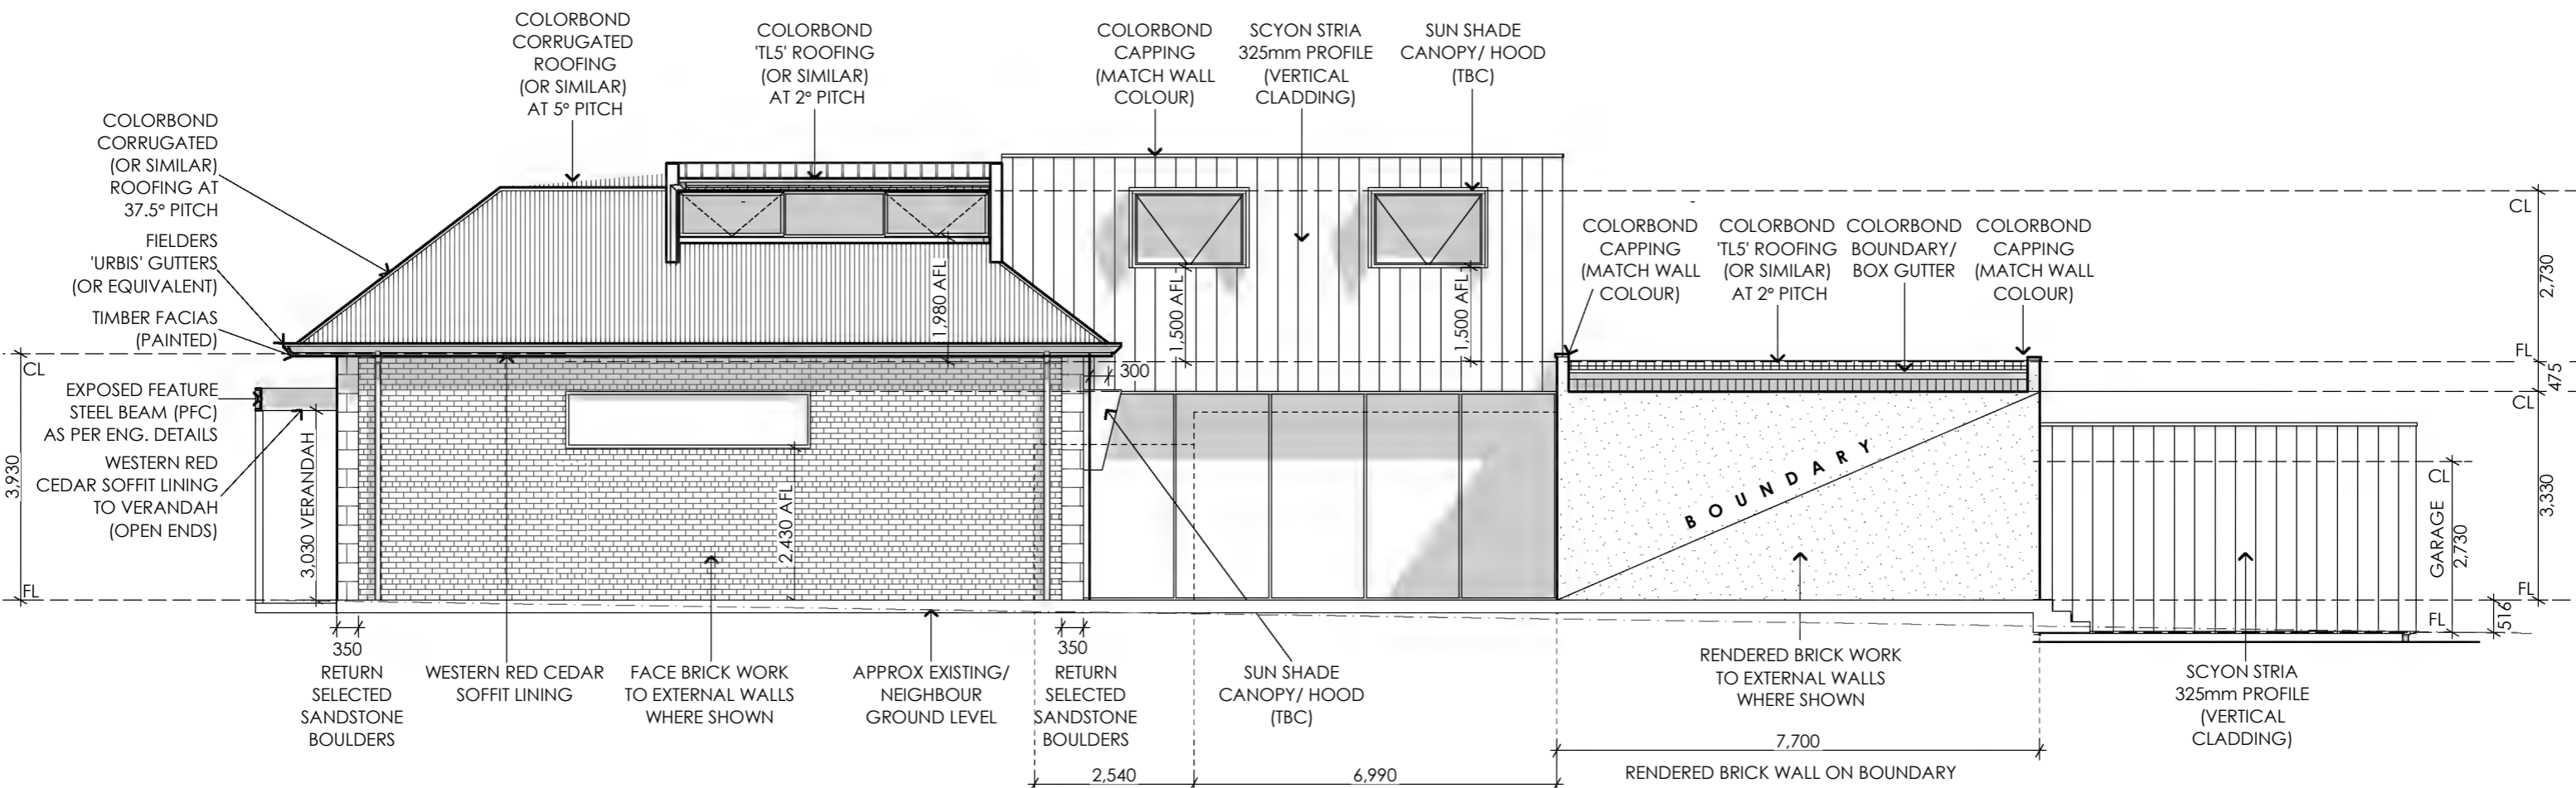 COLORBOND
CORRUGATED
ROOFING
(OR SIMILAR)
AT 5° PITCH
COLORBOND
'TL5' ROOFING
(OR SIMILAR)
AT 2° PITCH
COLORBOND
CAPPING
(MATCH WALL
COLOUR)
SCYON STRIA
325mm PROFILE
(VERTICAL
CLADDING)
SUN SHADE
CANOPY/ HOOD
(TBC)
COLORBOND
CORRUGATED
(OR SIMILAR)
ROOFING AT
37.5° PITCH
FIELDERS
'URBIS' GUTTERS
(OR EQUIVALENT)
TIMBER FACIAS
(PAINTED)
EXPOSED FEATURE
STEEL BEAM (PFC)
AS PER ENG. DETAILS
WESTERN RED
CEDAR SOFFIT LINING
TO VERANDAH
(OPEN ENDS)
CL
3,930
FL
3,030 VERANDAH
2,430 AFL
1,980 AFL
1,500 AFL
1,500 AFL
300
COLORBOND
CAPPING
(MATCH WALL
COLOUR)
COLORBOND
'TL5' ROOFING
(OR SIMILAR)
AT 2° PITCH
COLORBOND
BOUNDARY/
BOX GUTTER
COLORBOND
CAPPING
(MATCH WALL
COLOUR)
CL
2,730
FL
475
CL
3,330
FL
516
CL
GARAGE
2,730
FL
BOUNDARY
350
RETURN
SELECTED
SANDSTONE
BOULDERS
WESTERN RED CEDAR
SOFFIT LINING
FACE BRICK WORK
TO EXTERNAL WALLS
WHERE SHOWN
APPROX EXISTING/
NEIGHBOUR
GROUND LEVEL
350
RETURN
SELECTED
SANDSTONE
BOULDERS
SUN SHADE
CANOPY/ HOOD
(TBC)
RENDERED BRICK WORK
TO EXTERNAL WALLS
WHERE SHOWN
SCYON STRIA
325mm PROFILE
(VERTICAL
CLADDING)
7,700
2,540
6,990
RENDERED BRICK WALL ON BOUNDARY